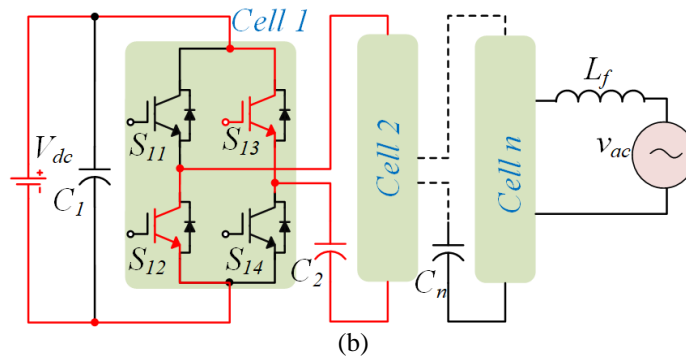 Cell 1
V_dc
+
-
C_1
S_11
S_13
S_12
S_14
C_2
Cell 2
C_n
Cell n
L_f
v_ac
(b)